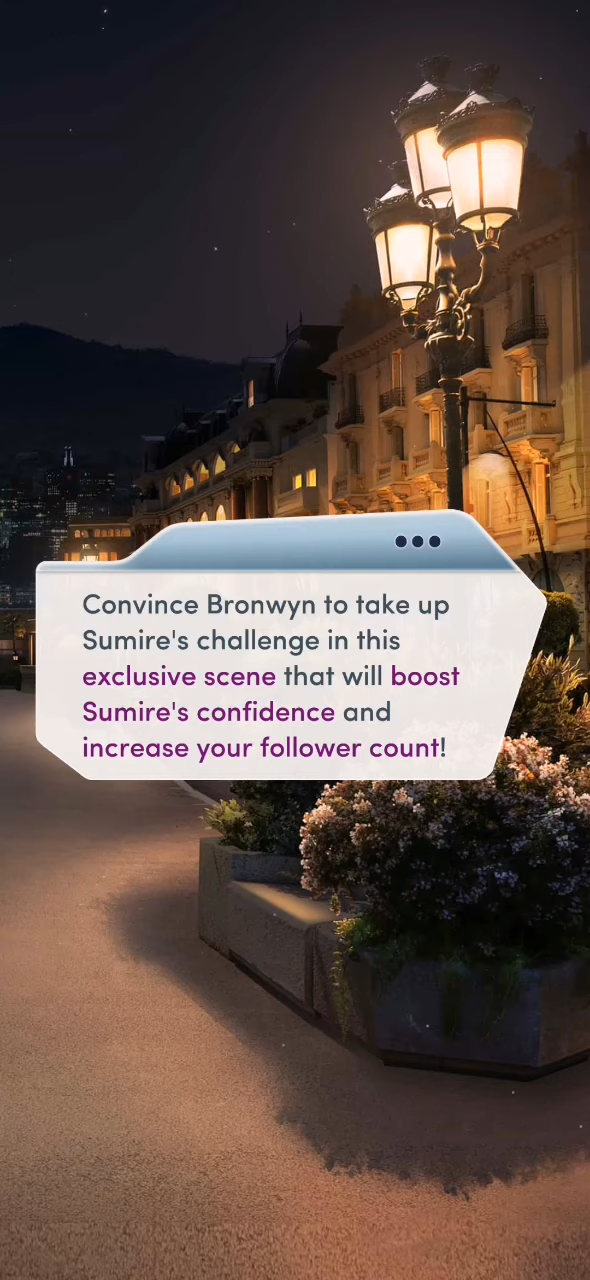 Convince Bronwyn to take up
Sumire's challenge in this
exclusive scene that will boost
Sumire's confidence and
increase your follower count!